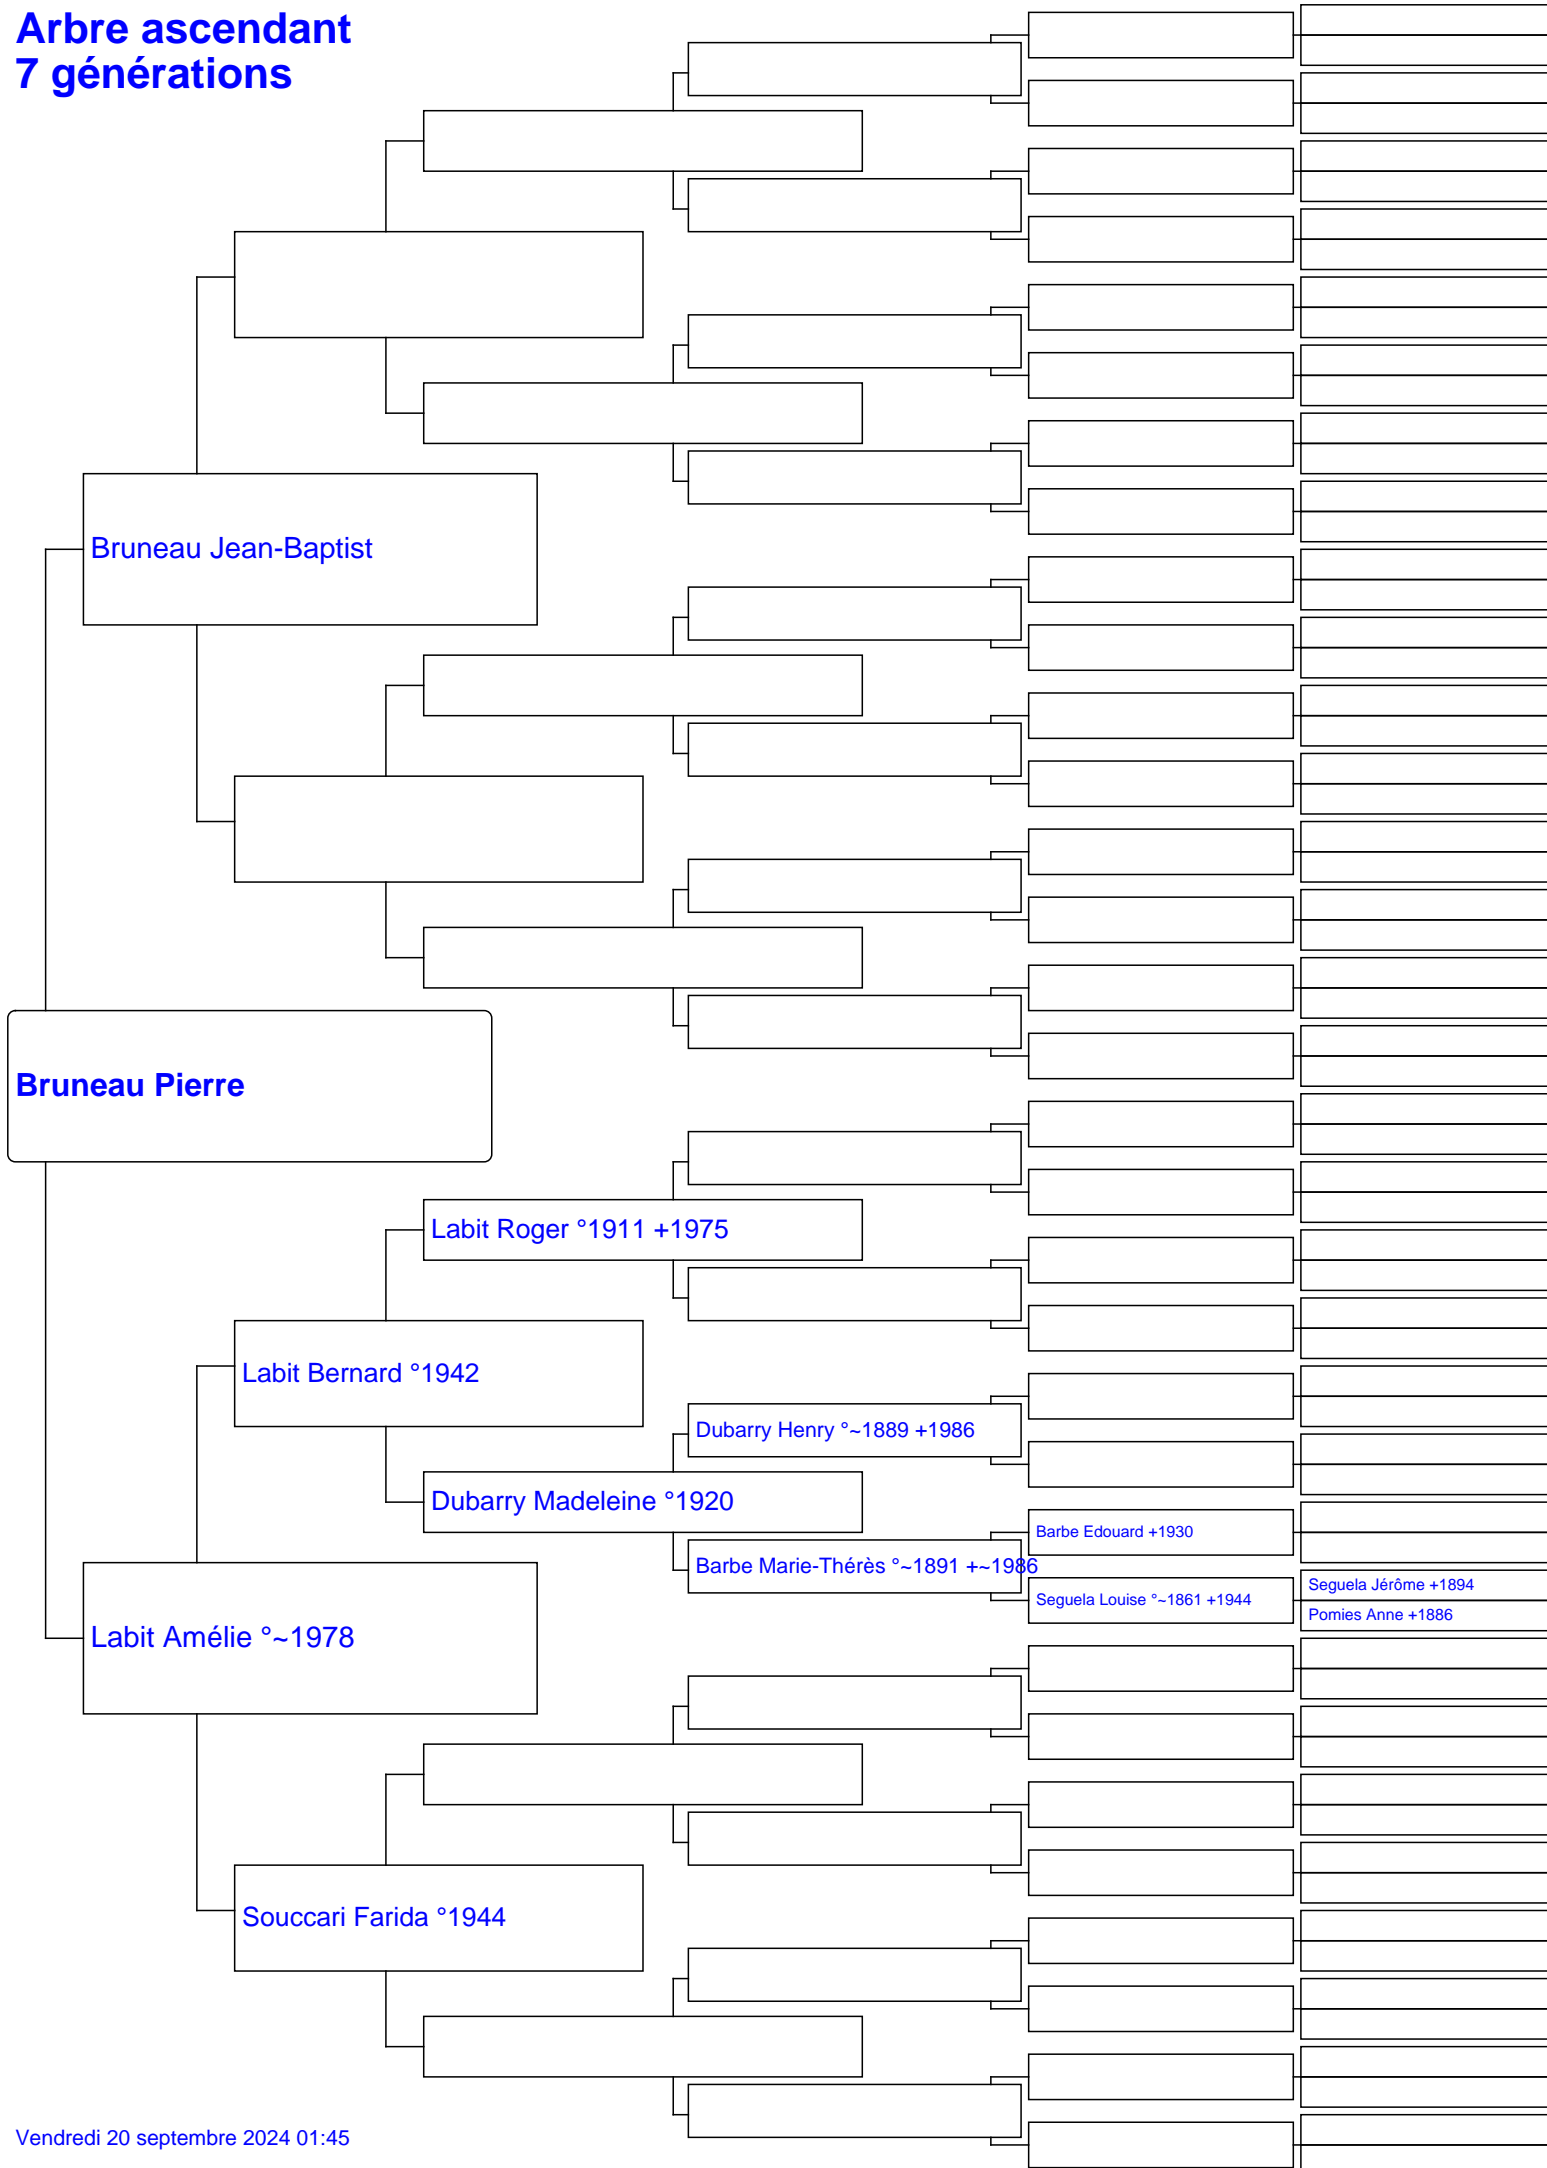 Arbre ascendant
7 générations
Bruneau Jean-Baptist
Bruneau Pierre
Labit Roger °1911 +1975
Labit Bernard °1942
Dubarry Henry °~1889 +1986
Dubarry Madeleine °1920
Barbe Edouard +1930
Barbe Marie-Thérès °~1891 +~1986
Seguela Jérôme +1894
Seguela Louise °~1861 +1944
Pomies Anne +1886
Labit Amélie °~1978
Souccari Farida °1944
Vendredi 20 septembre 2024 01:45